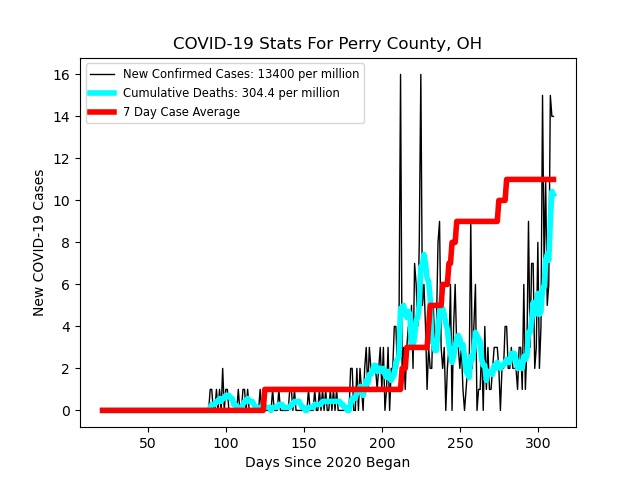 COVID-19 Stats For Perry County, OH
New Confirmed Cases: 13400 per million
Cumulative Deaths: 304.4 per million
7 Day Case Average
New COVID-19 Cases
16
14
12
10
8
6
4
2
0
50 100 150 200 250 300
Days Since 2020 Began